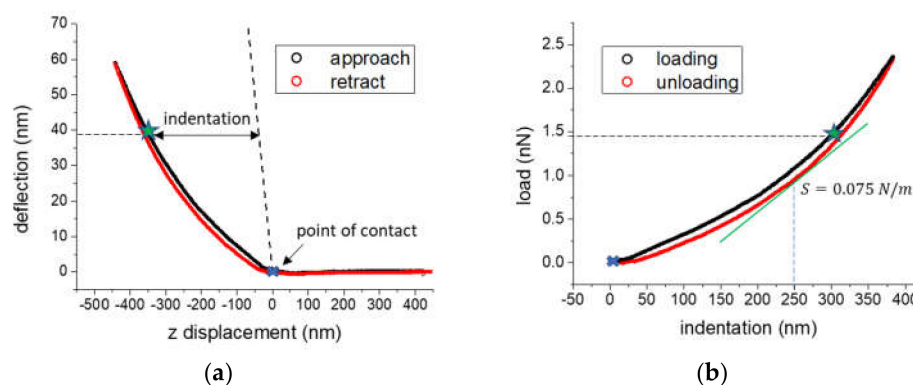 70
60
50
40
30
20
10
0
-500 -400 -300 -200 -100 0 100 200 300 400
deflection (nm)
z displacement (nm)
approach
retract
indentation
point of contact
(a)
2.5
2.0
1.5
1.0
0.5
0.0
-50 0 50 100 150 200 250 300 350 400
load (nN)
indentation (nm)
loading
unloading
S = 0.075 N/m
(b)